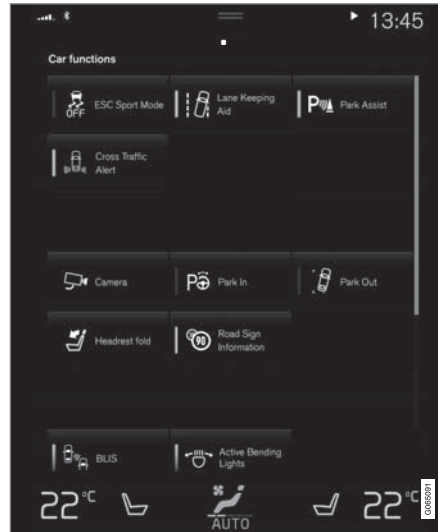 13:45
Car functions
OFF
ESC Sport Mode
Lane Keeping
Aid
P
Park Assist
Cross Traffic
Alert
Camera
P
Park In
Park Out
Headrest fold
90
Road Sign
Information
BLIS
Active Bending
Lights
22°C
AUTO
22°C
G065091